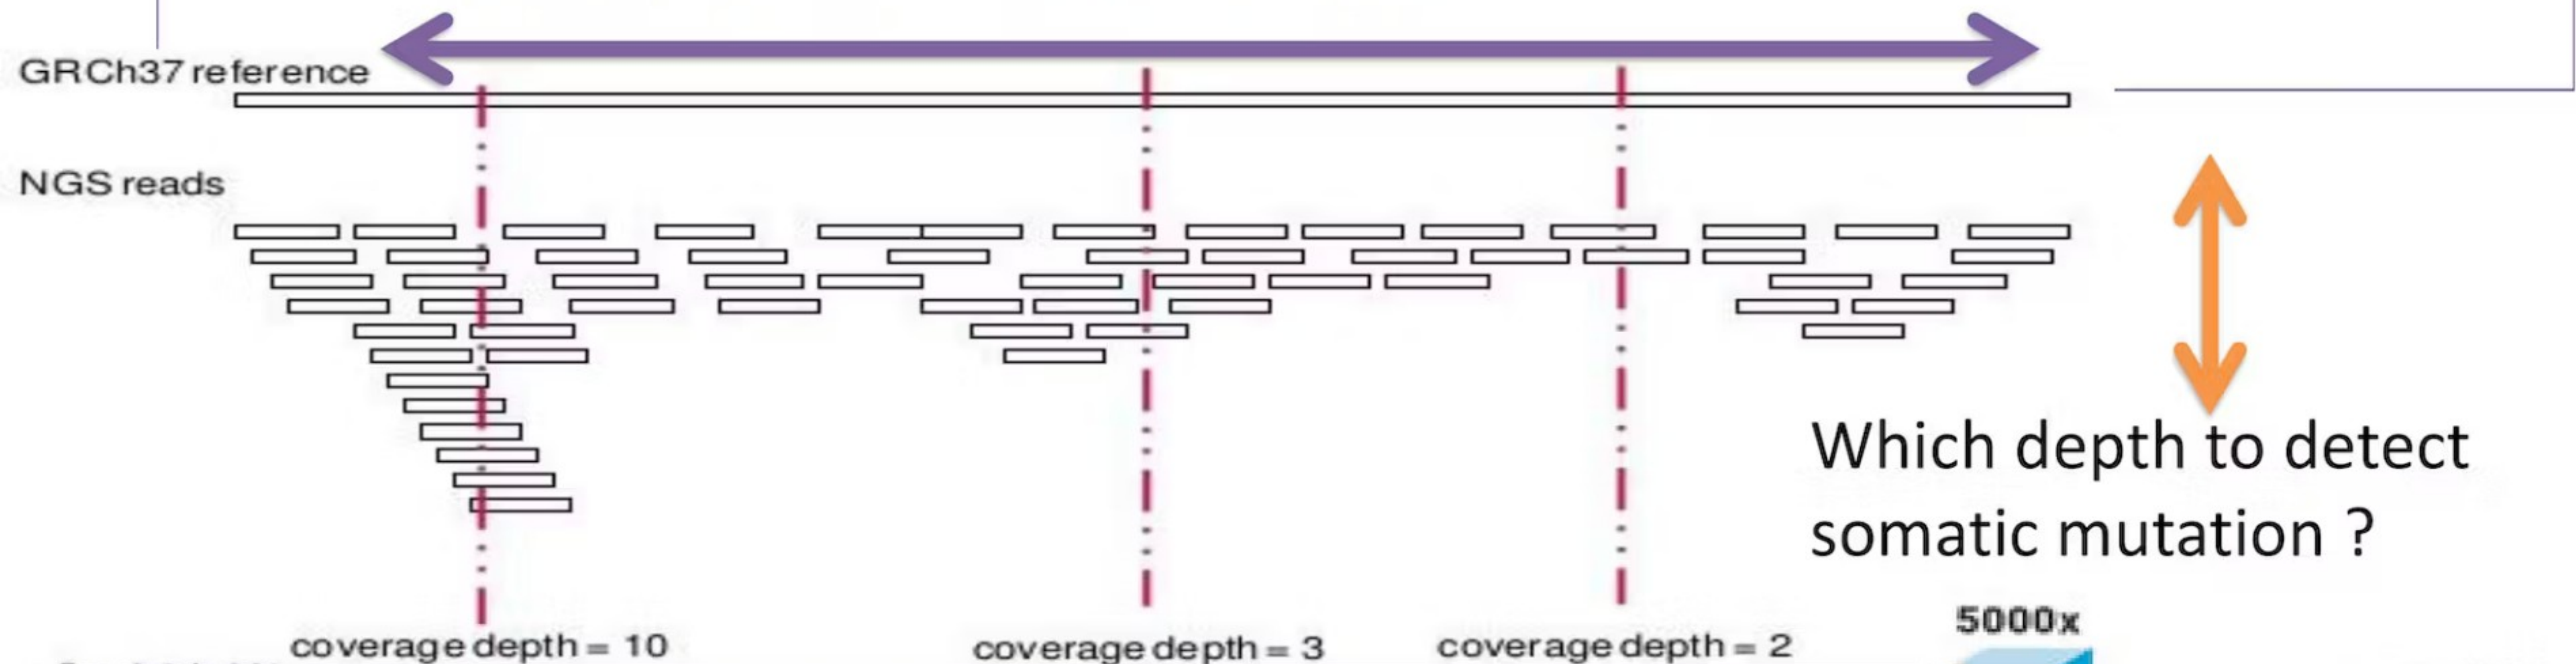 GRCh37 reference
NGS reads
Which depth to detect
somatic mutation ?
5000x
coverage depth = 10
coverage depth = 3
coverage depth = 2